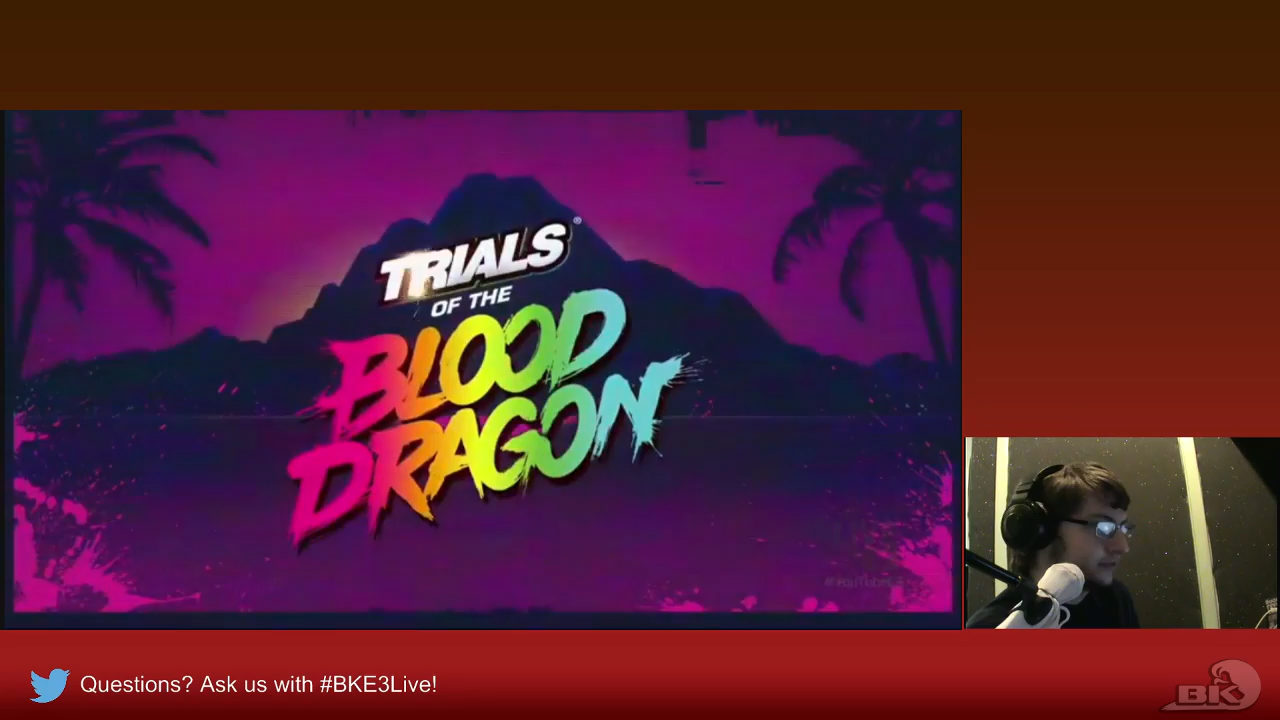 TRIALS®
OF THE
BLOOD
DRAGON
Questions? Ask us with #BKE3Live!
BK